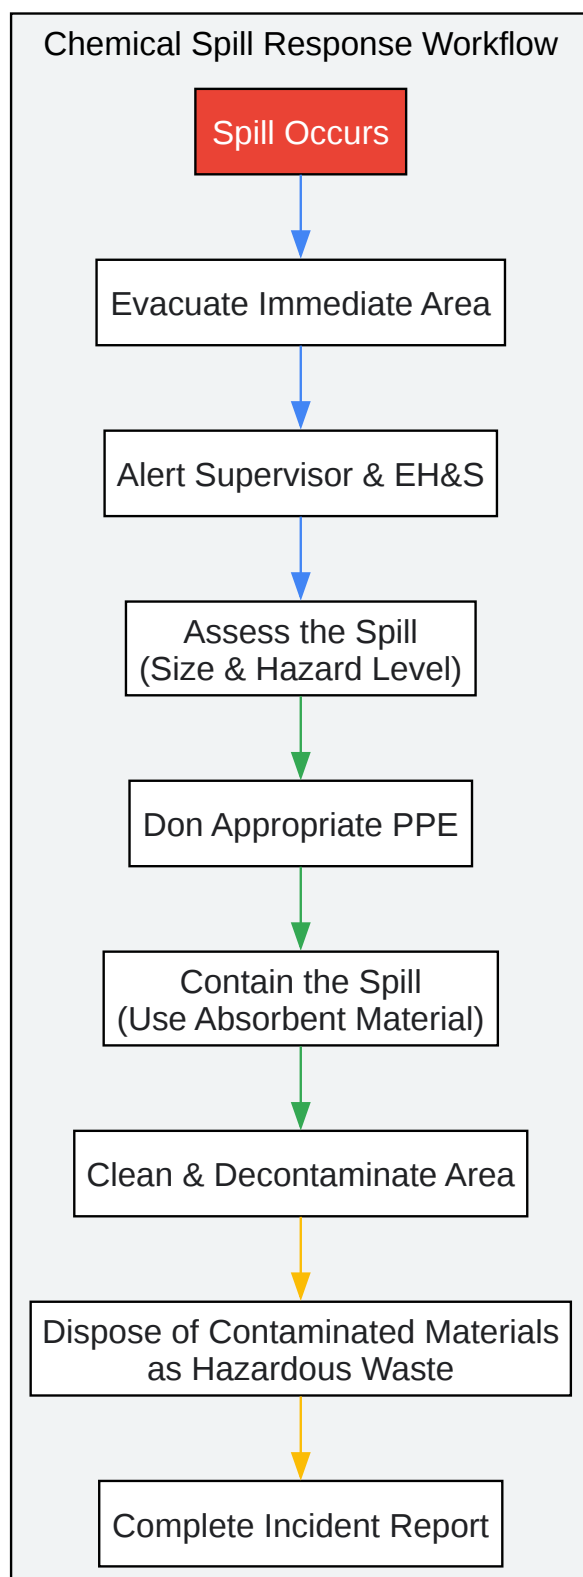 Chemical Spill Response Workflow
Spill Occurs
Evacuate Immediate Area
Alert Supervisor & EH&S
Assess the Spill
(Size & Hazard Level)
Don Appropriate PPE
Contain the Spill
(Use Absorbent Material)
Clean & Decontaminate Area
Dispose of Contaminated Materials
as Hazardous Waste
Complete Incident Report